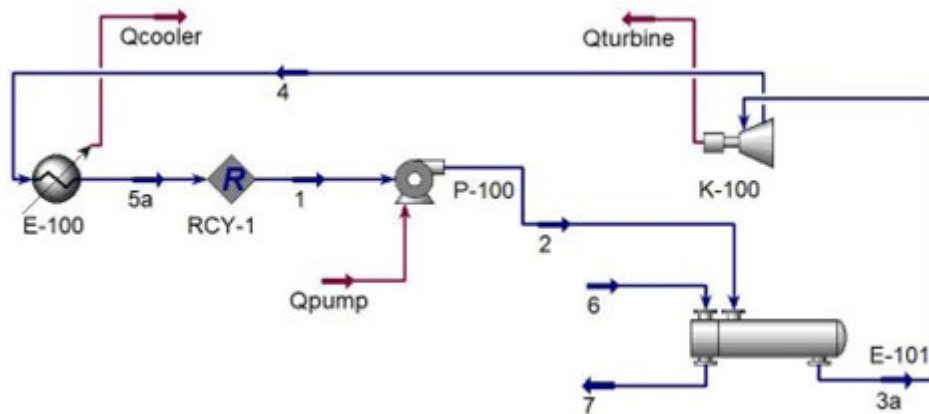 Qcooler
Qturbine
4
K-100
E-100
5a
RCY-1
R
1
P-100
2
Qpump
6
7
E-101
3a